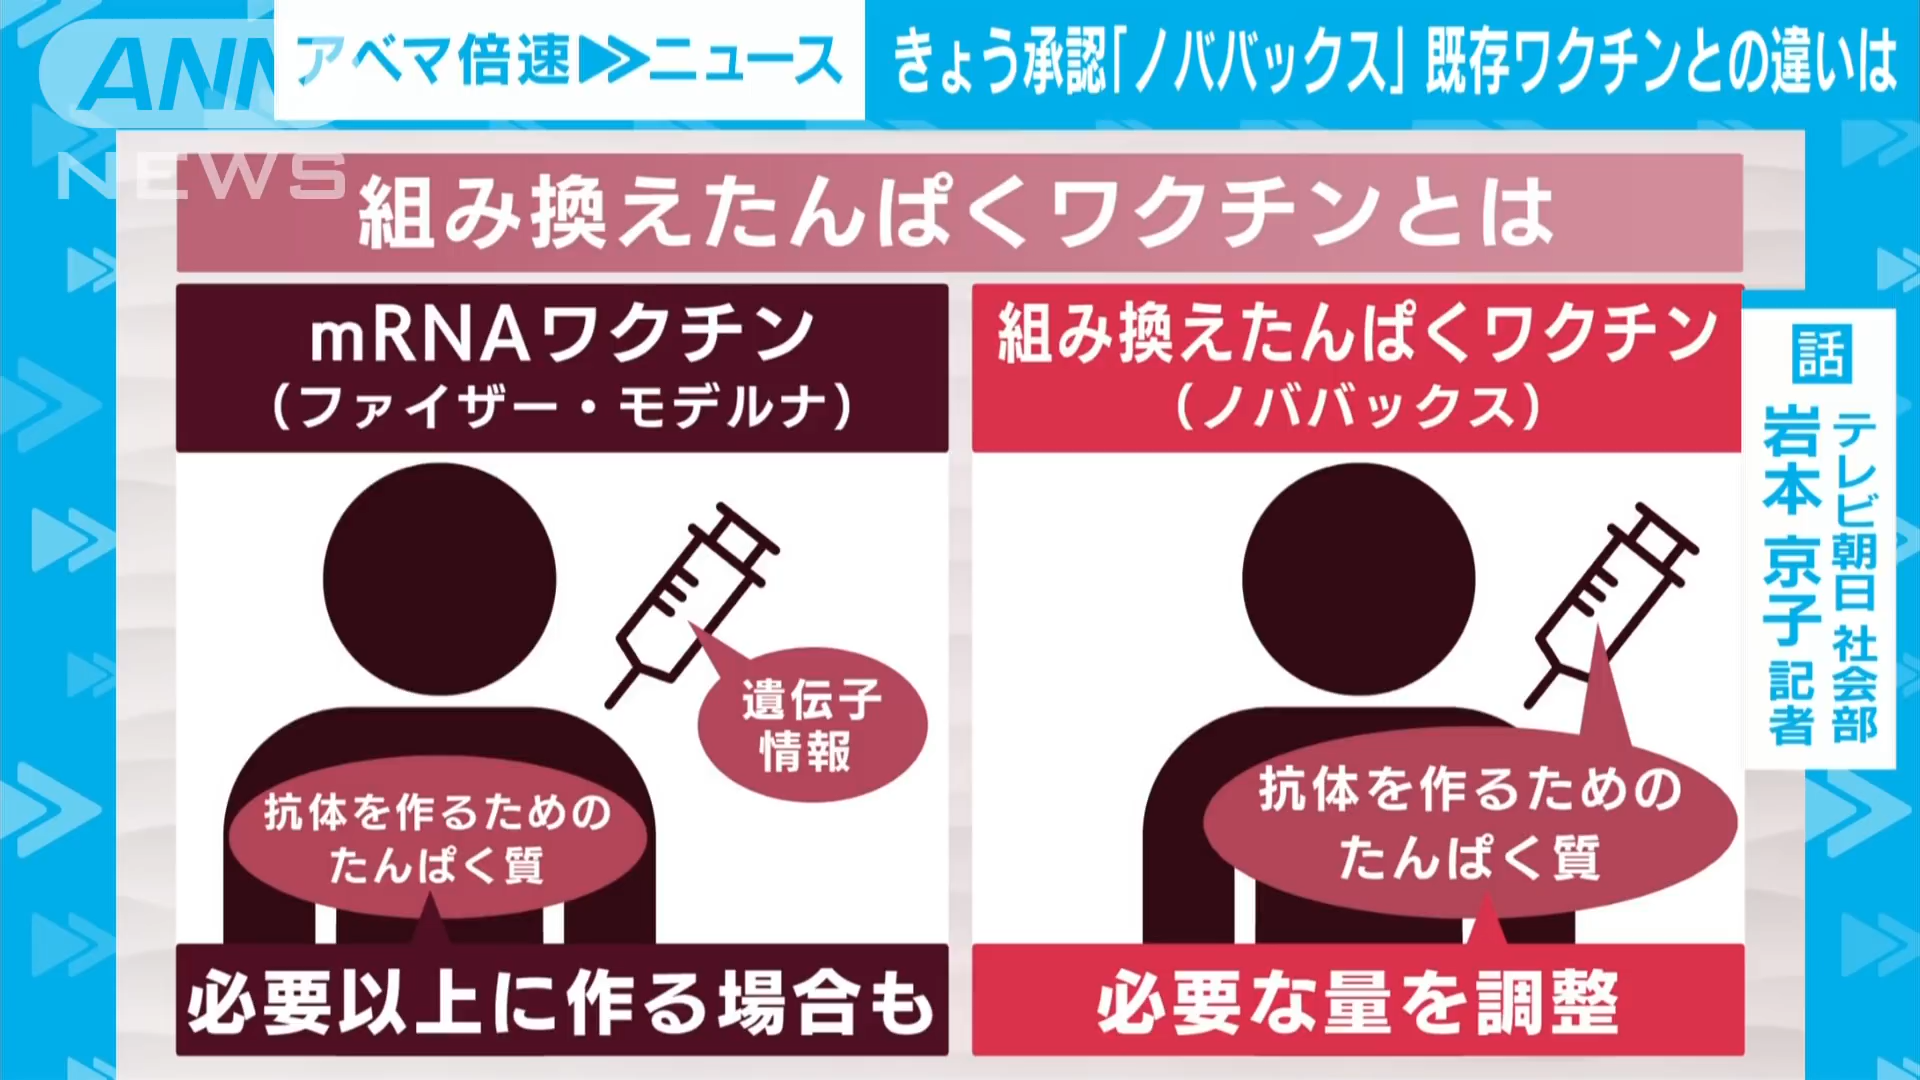 ANN
NEWS
アベマ倍速▶≫ニュース
きょう承認「ノババックス」既存ワクチンとの違いは
組み換えたんぱくワクチンとは
mRNAワクチン
（ファイザー・モデルナ）
遺伝子
情報
抗体を作るための
たんぱく質
必要以上に作る場合も
組み換えたんぱくワクチン
（ノババックス）
抗体を作るための
たんぱく質
必要な量を調整
話
テレビ朝日 社会部
岩本 京子 記者